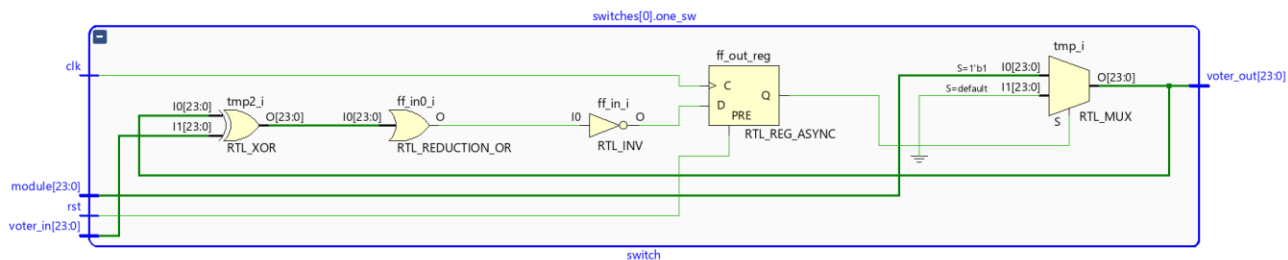 switches[0].one_sw
clk
ff_out_reg
tmp_i
S=1'b1 I0[23:0]
S=default I1[23:0]
O[23:0]
voter_out[23:0]
S
RTL_MUX
C
D
Q
PRE
RTL_REG_ASYNC
tmp2_i
I0[23:0]
I1[23:0]
O[23:0]
RTL_XOR
ff_in0_i
I0[23:0]
O
RTL_REDUCTION_OR
ff_in_i
I0
O
RTL_INV
module[23:0]
rst
voter_in[23:0]
switch